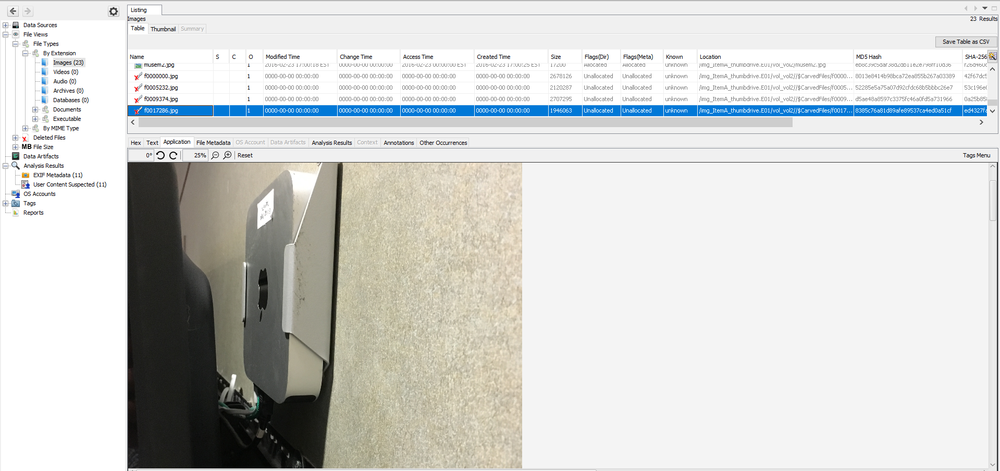 Listing
Images
23 Results
Table Thumbnail Summary
Save Table as CSV
Name S C O Modified Time Change Time Access Time Created Time Size Flags(Dir) Flags(Meta) Known Location MD5 Hash SHA-256
musem2.jpg 1 2016-02-23 17:00:18 EST 0000-00-00 00:00:00 2016-02-23 00:00:00 EST 2016-02-23 17:00:25 EST 17200 Allocated Allocated unknown /img_ItemA_thumbdrive.E01/vol_vol2/musem2.jpg
f0000000.jpg 1 0000-00-00 00:00:00 0000-00-00 00:00:00 0000-00-00 00:00:00 0000-00-00 00:00:00 2678126 Unallocated Unallocated unknown /img_ItemA_thumbdrive.E01/vol_vol2//$CarvedFiles/f0000... 8013e8414b98bca72ea855b267a03389 42f67dc5
f0005232.jpg 1 0000-00-00 00:00:00 0000-00-00 00:00:00 0000-00-00 00:00:00 0000-00-00 00:00:00 2120287 Unallocated Unallocated unknown /img_ItemA_thumbdrive.E01/vol_vol2//$CarvedFiles/f0005... 52285e5a75a07d92cfdc68b5bbbc26e7 53c196e
f0009374.jpg 1 0000-00-00 00:00:00 0000-00-00 00:00:00 0000-00-00 00:00:00 0000-00-00 00:00:00 2707295 Unallocated Unallocated unknown /img_ItemA_thumbdrive.E01/vol_vol2//$CarvedFiles/f0009... d5ae48a8597c3375fc46a0fd5a731966 0a25b85
f0017286.jpg 1 0000-00-00 00:00:00 0000-00-00 00:00:00 0000-00-00 00:00:00 0000-00-00 00:00:00 1946063 Unallocated Unallocated unknown /img_ItemA_thumbdrive.E01/vol_vol2//$CarvedFiles/f0017... 8385c76a81d89afe89537ca4ed0a51cf ed4327fa
Data Sources
File Views
File Types
By Extension
Images (23)
Videos (0)
Audio (0)
Archives (0)
Databases (0)
Documents
Executable
By MIME Type
Deleted Files
MB File Size
Data Artifacts
Analysis Results
EXIF Metadata (11)
User Content Suspected (11)
OS Accounts
Tags
Reports
Hex Text Application File Metadata OS Account Data Artifacts Analysis Results Context Annotations Other Occurrences
0° 25% Reset Tags Menu